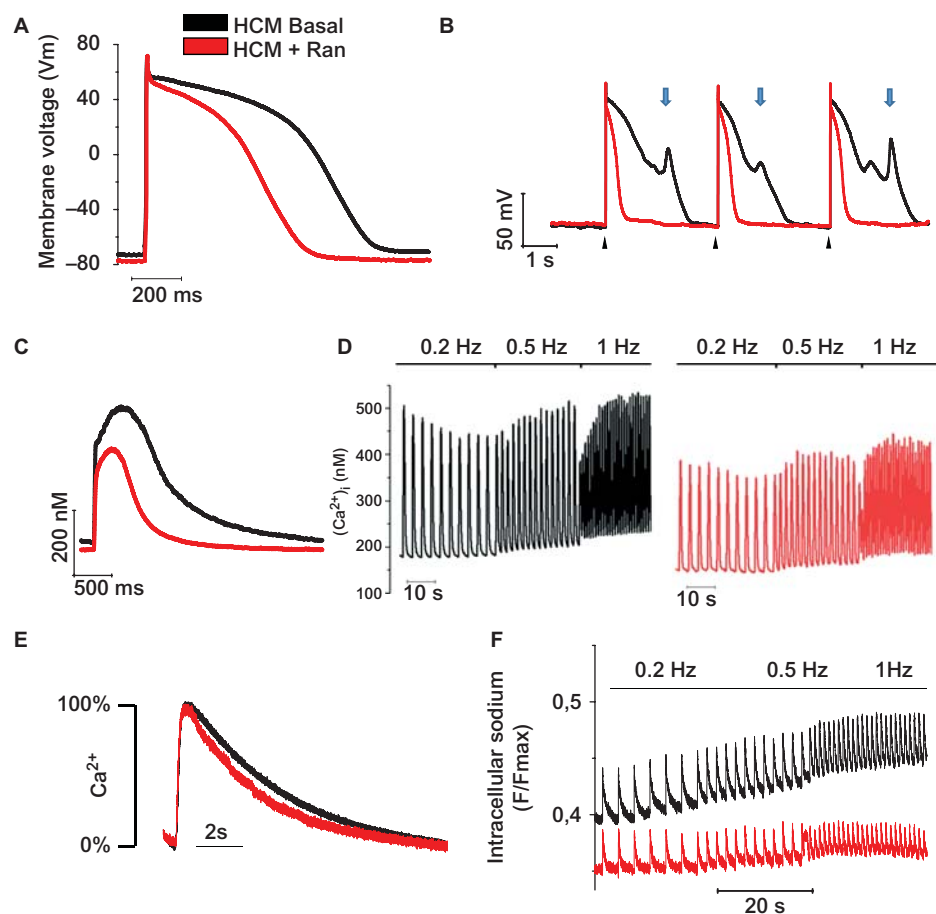 A
HCM Basal
HCM + Ran
Membrane voltage (Vm)
80
40
0
−40
−80
200 ms
B
50 mV
1 s
C
200 nM
500 ms
D
0.2 Hz 0.5 Hz 1 Hz
0.2 Hz 0.5 Hz 1 Hz
(Ca²⁺)ᵢ (nM)
500
400
300
200
100
10 s
10 s
E
Ca²⁺
100%
0%
2s
F
Intracellular sodium
(F/Fmax)
0.2 Hz 0.5 Hz 1Hz
0,5
0,4
20 s